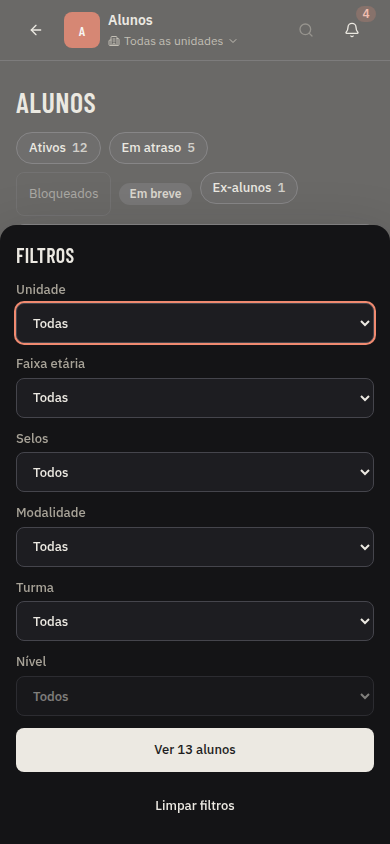 A
Alunos
Todas as unidades
4
ALUNOS
Ativos 12
Em atraso 5
Bloqueados
Em breve
Ex-alunos 1
FILTROS
Unidade
Todas
Faixa etária
Todas
Selos
Todos
Modalidade
Todas
Turma
Todas
Nível
Todos
Ver 13 alunos
Limpar filtros